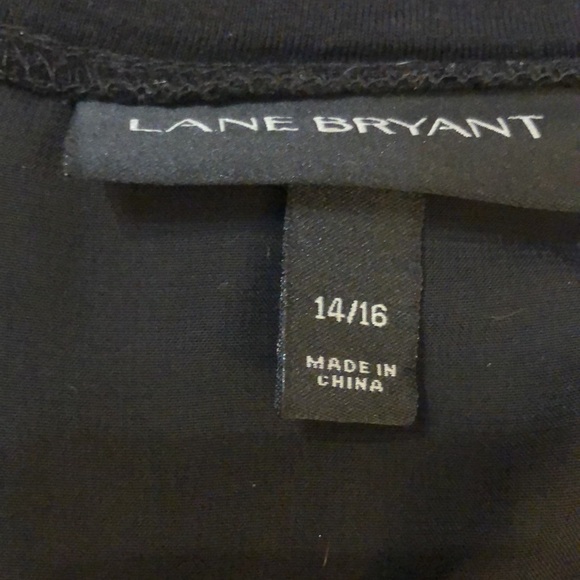 LANE BRYANT
14/16
MADE IN
CHINA